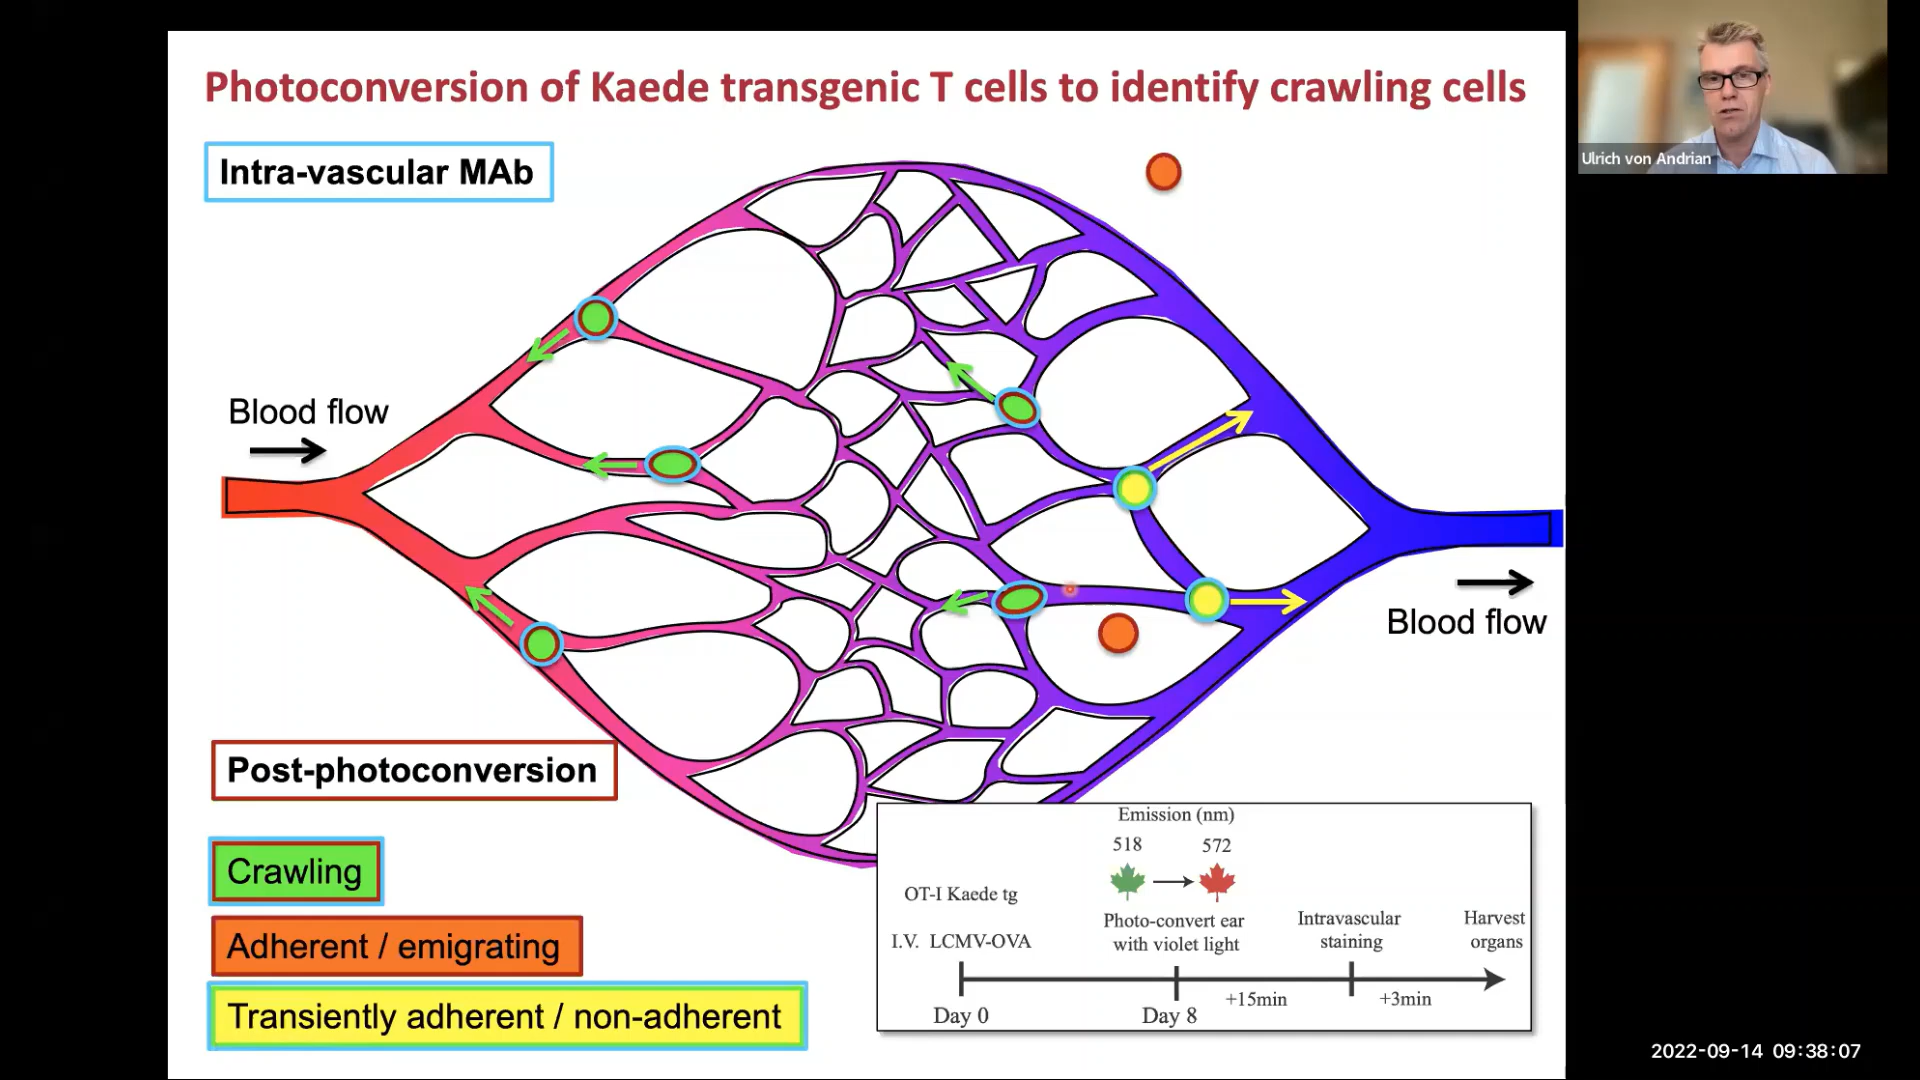 Photoconversion of Kaede transgenic T cells to identify crawling cells
Ulrich von Andrian
Intra-vascular MAb
Blood flow
Blood flow
Post-photoconversion
Crawling
Adherent / emigrating
Transiently adherent / non-adherent
Emission (nm)
518 572
OT-I Kaede tg
I.V. LCMV-OVA
Photo-convert ear
with violet light
Intravascular
staining
Harvest
organs
+15min
+3min
Day 0
Day 8
2022-09-14 09:38:07